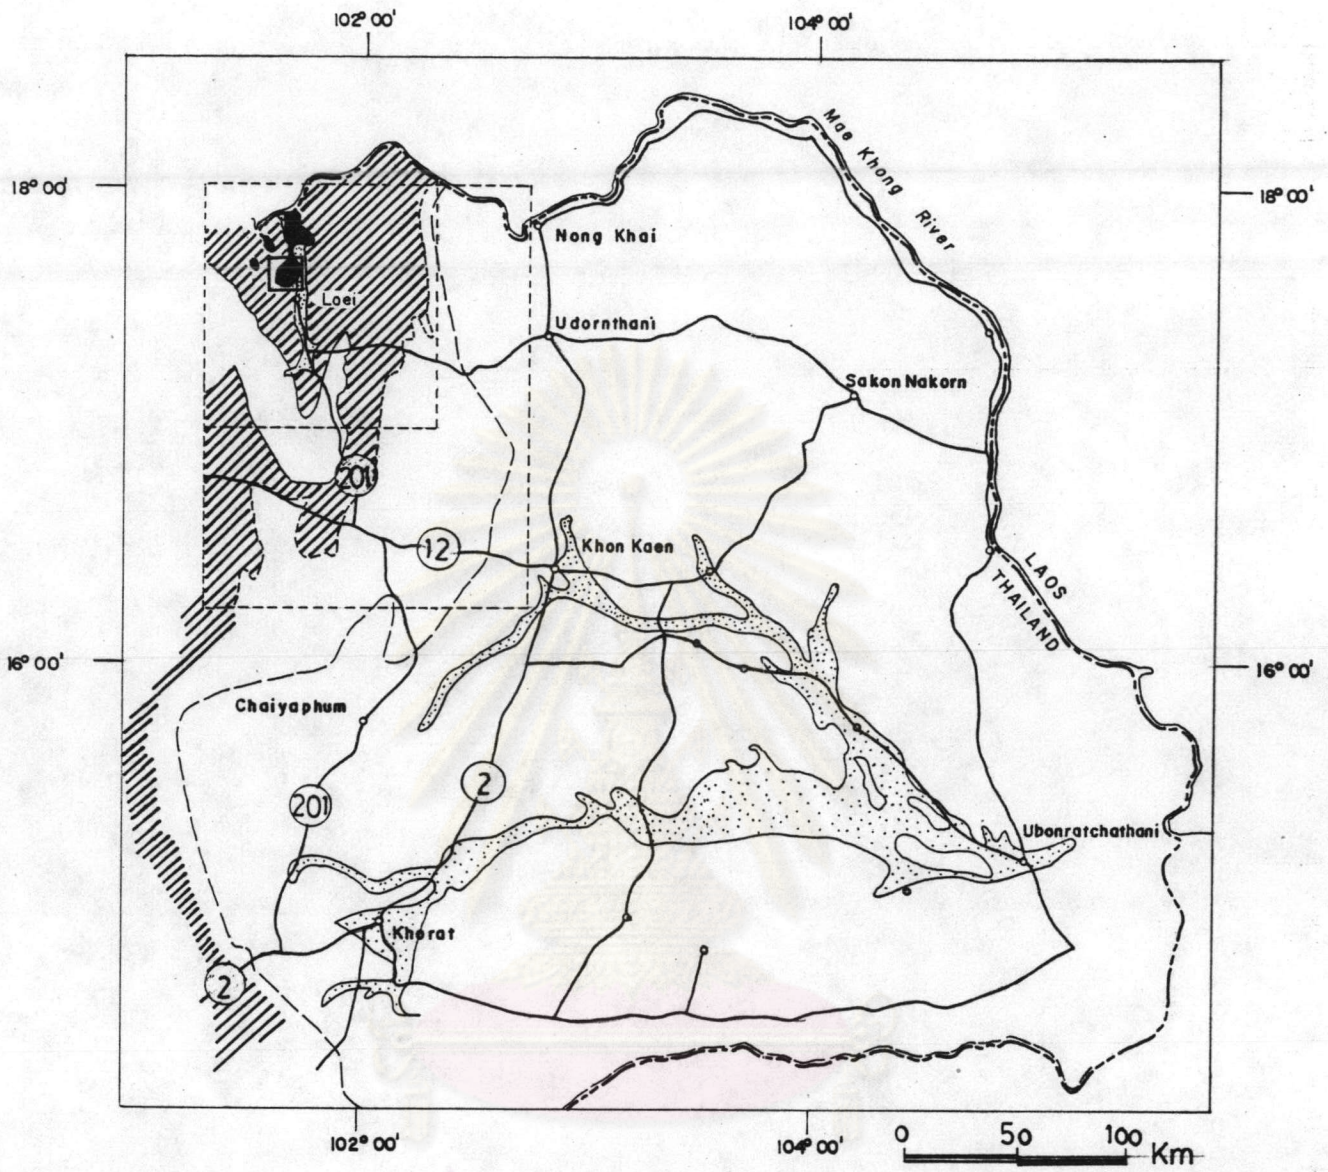 102° 00'
104° 00'
Mae Khong
River
18° 00'
18° 00'
Nong Khai
Loei
Udornthani
Sakon Nakorn
201
12
Khon Kaen
LAOS
THAILAND
16° 00'
16° 00'
Chaiyaphum
2
201
Ubonratchathani
Khorat
2
102° 00'
104° 00'
0 50 100 Km